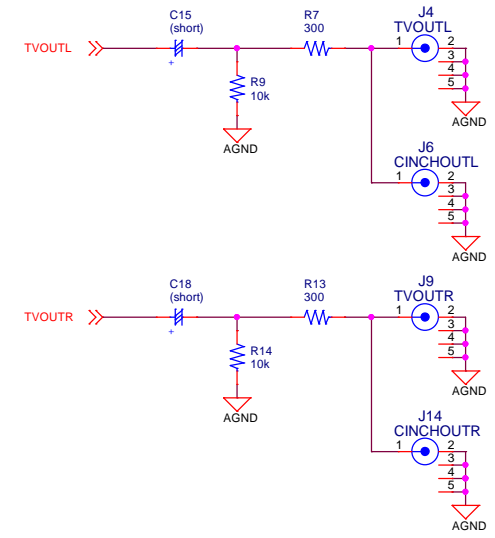 C15
(short)
R7
300
J4
TVOUTL
TVOUTL
+
1
2
3
4
5
R9
10k
AGND
AGND
J6
CINCHOUTL
1
2
3
4
5
AGND
C18
(short)
R13
300
J9
TVOUTR
TVOUTR
+
1
2
3
4
5
R14
10k
AGND
AGND
J14
CINCHOUTR
1
2
3
4
5
AGND